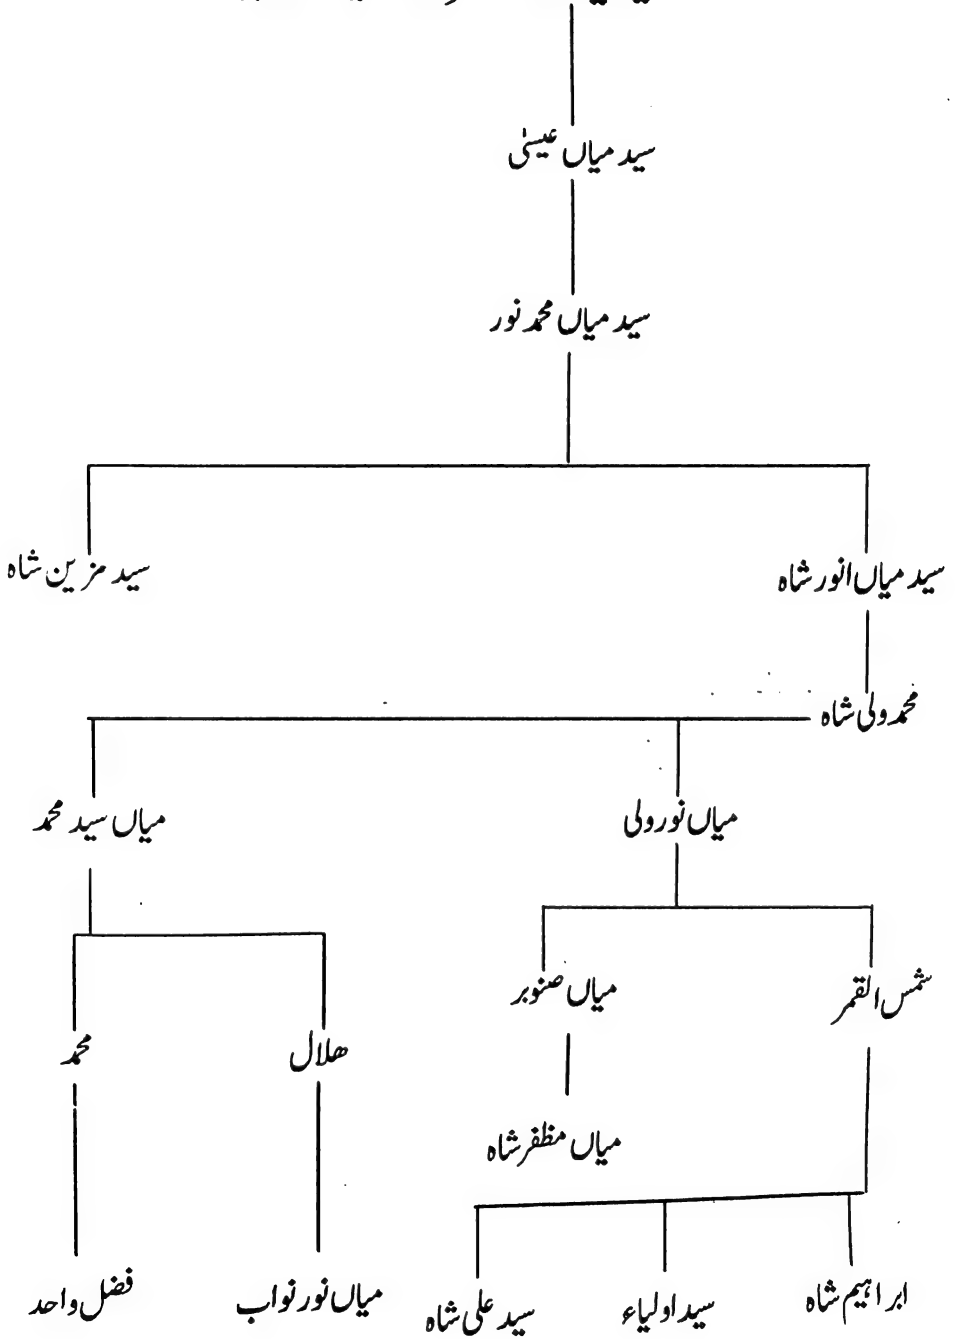 سید میاں عیسیٰ
سید میاں محمد نور
سید میاں انور شاہ
سید مزین شاہ
محمد ولی شاہ
میاں نور ولی
میاں سید محمد
شمس القمر
میاں صنوبر
ھلال
محمد
میاں مظفر شاہ
ابراہیم شاہ
سید اولیاء
سید علی شاہ
میاں نور نواب
فضل واحد